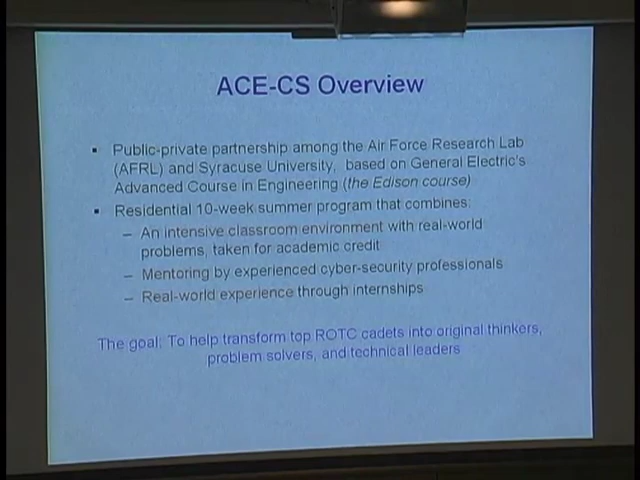 ACE-CS Overview
▪ Public-private partnership among the Air Force Research Lab
(AFRL) and Syracuse University, based on General Electric's
Advanced Course in Engineering (the Edison course)
▪ Residential 10-week summer program that combines:
– An intensive classroom environment with real-world
problems, taken for academic credit
– Mentoring by experienced cyber-security professionals
– Real-world experience through internships
The goal: To help transform top ROTC cadets into original thinkers,
problem solvers, and technical leaders